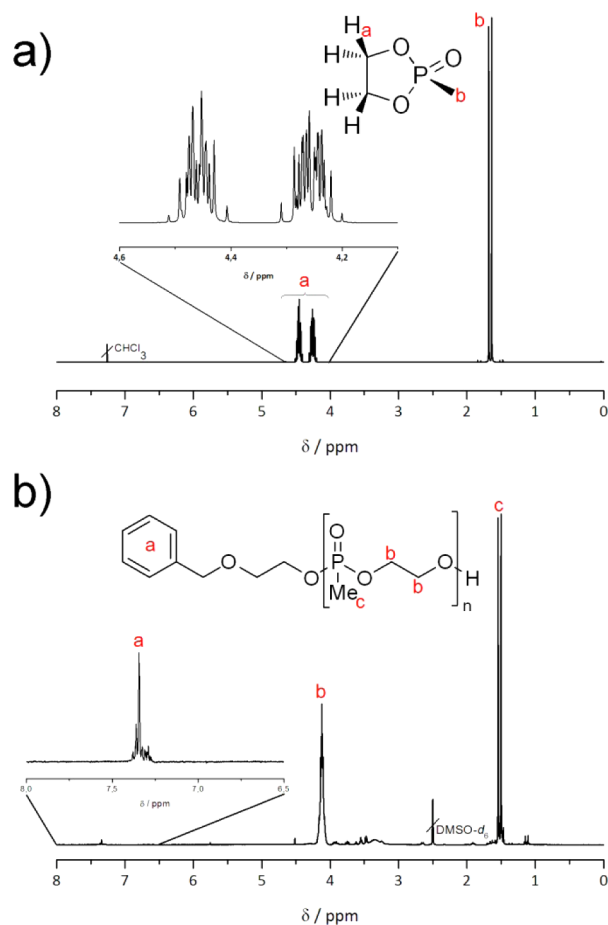 a)
H
a
H
O
O
P
H
O
b
H
4,6
4,4
4,2
δ / ppm
a
CHCl3
8
7
6
5
4
3
2
1
0
δ / ppm
b)
c
O
a
O
O
P
O
b
O
H
Me
c
b
n
a
b
8,0
7,5
7,0
6,5
δ / ppm
DMSO-d6
8
7
6
5
4
3
2
1
0
δ / ppm